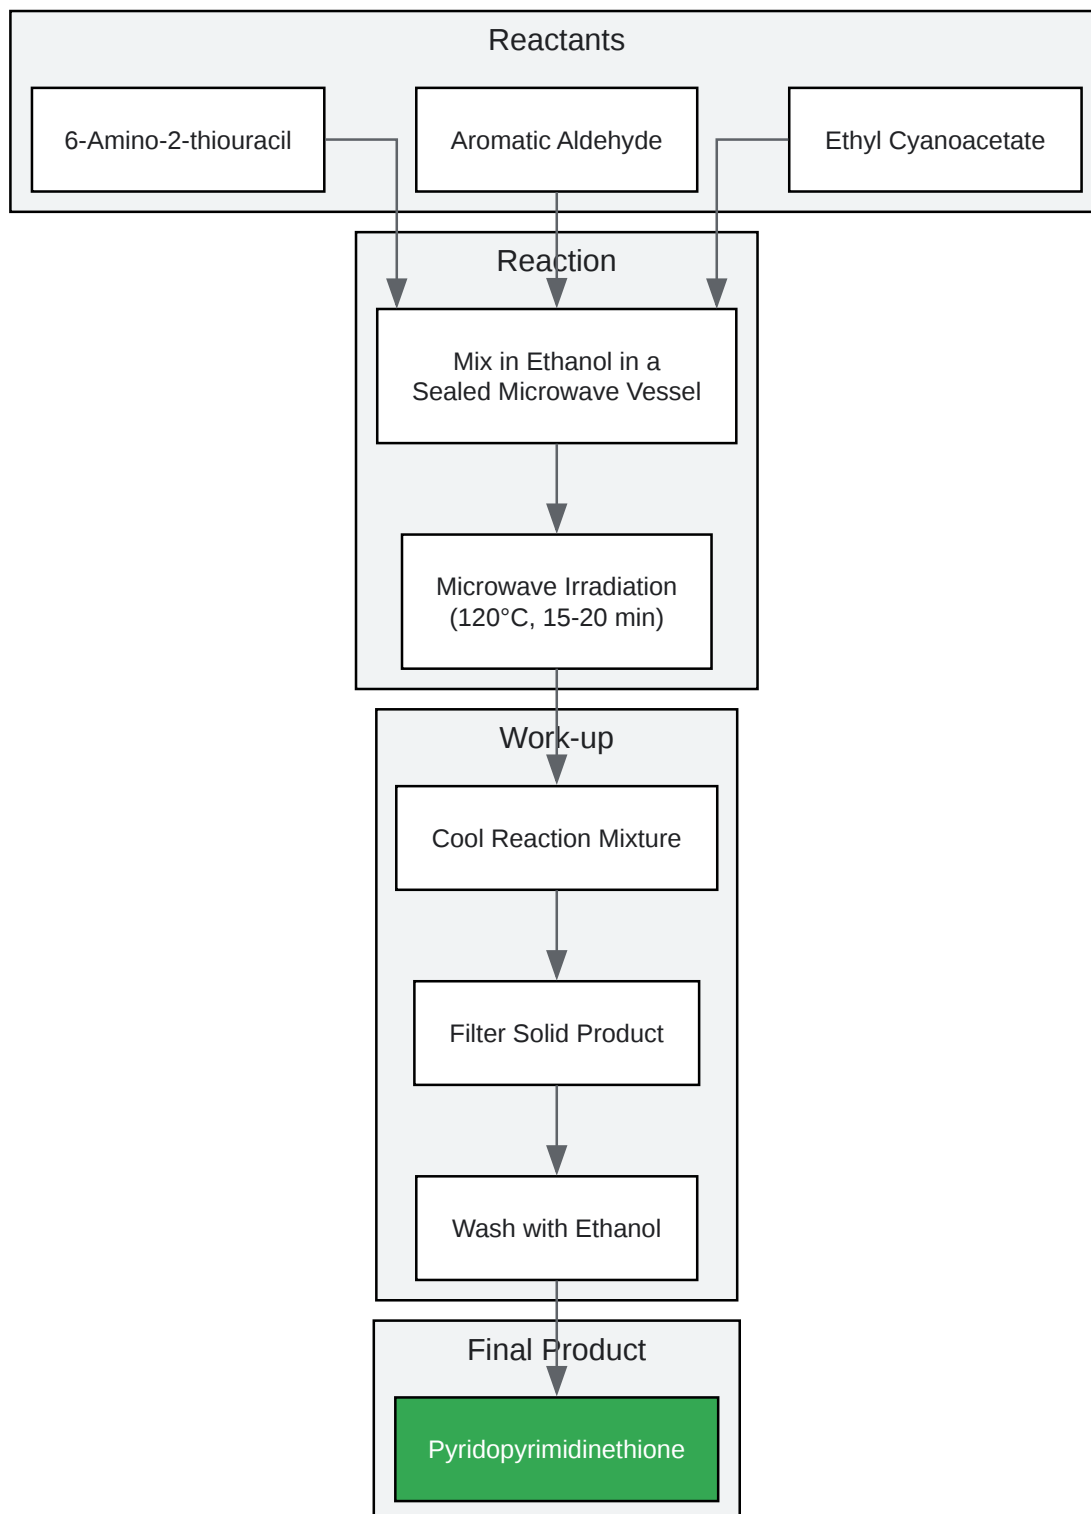 Reactants
6-Amino-2-thiouracil
Aromatic Aldehyde
Ethyl Cyanoacetate
Reaction
Mix in Ethanol in a
Sealed Microwave Vessel
Microwave Irradiation
(120°C, 15-20 min)
Work-up
Cool Reaction Mixture
Filter Solid Product
Wash with Ethanol
Final Product
Pyridopyrimidinethione